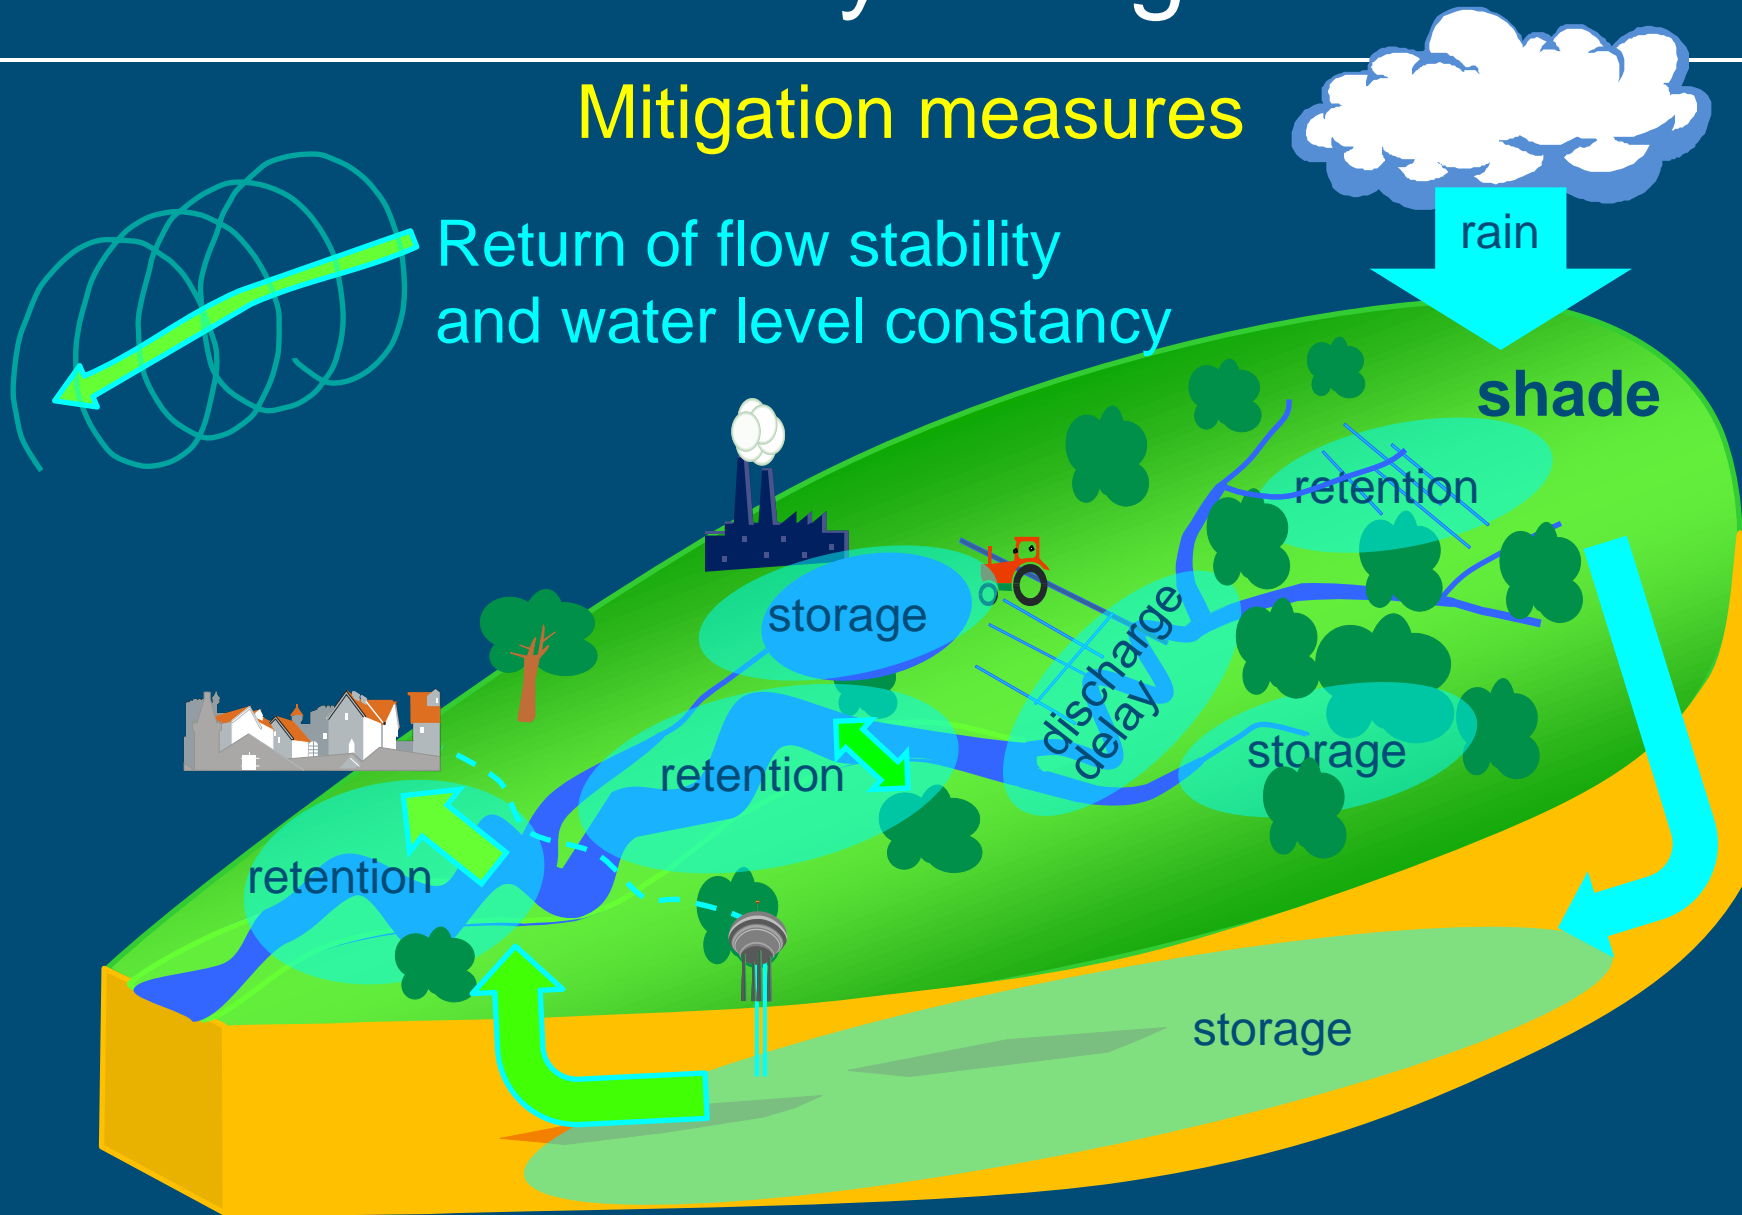 Mitigation measures
Return of flow stability
and water level constancy
rain
shade
retention
storage
discharge
delay
retention
storage
retention
storage